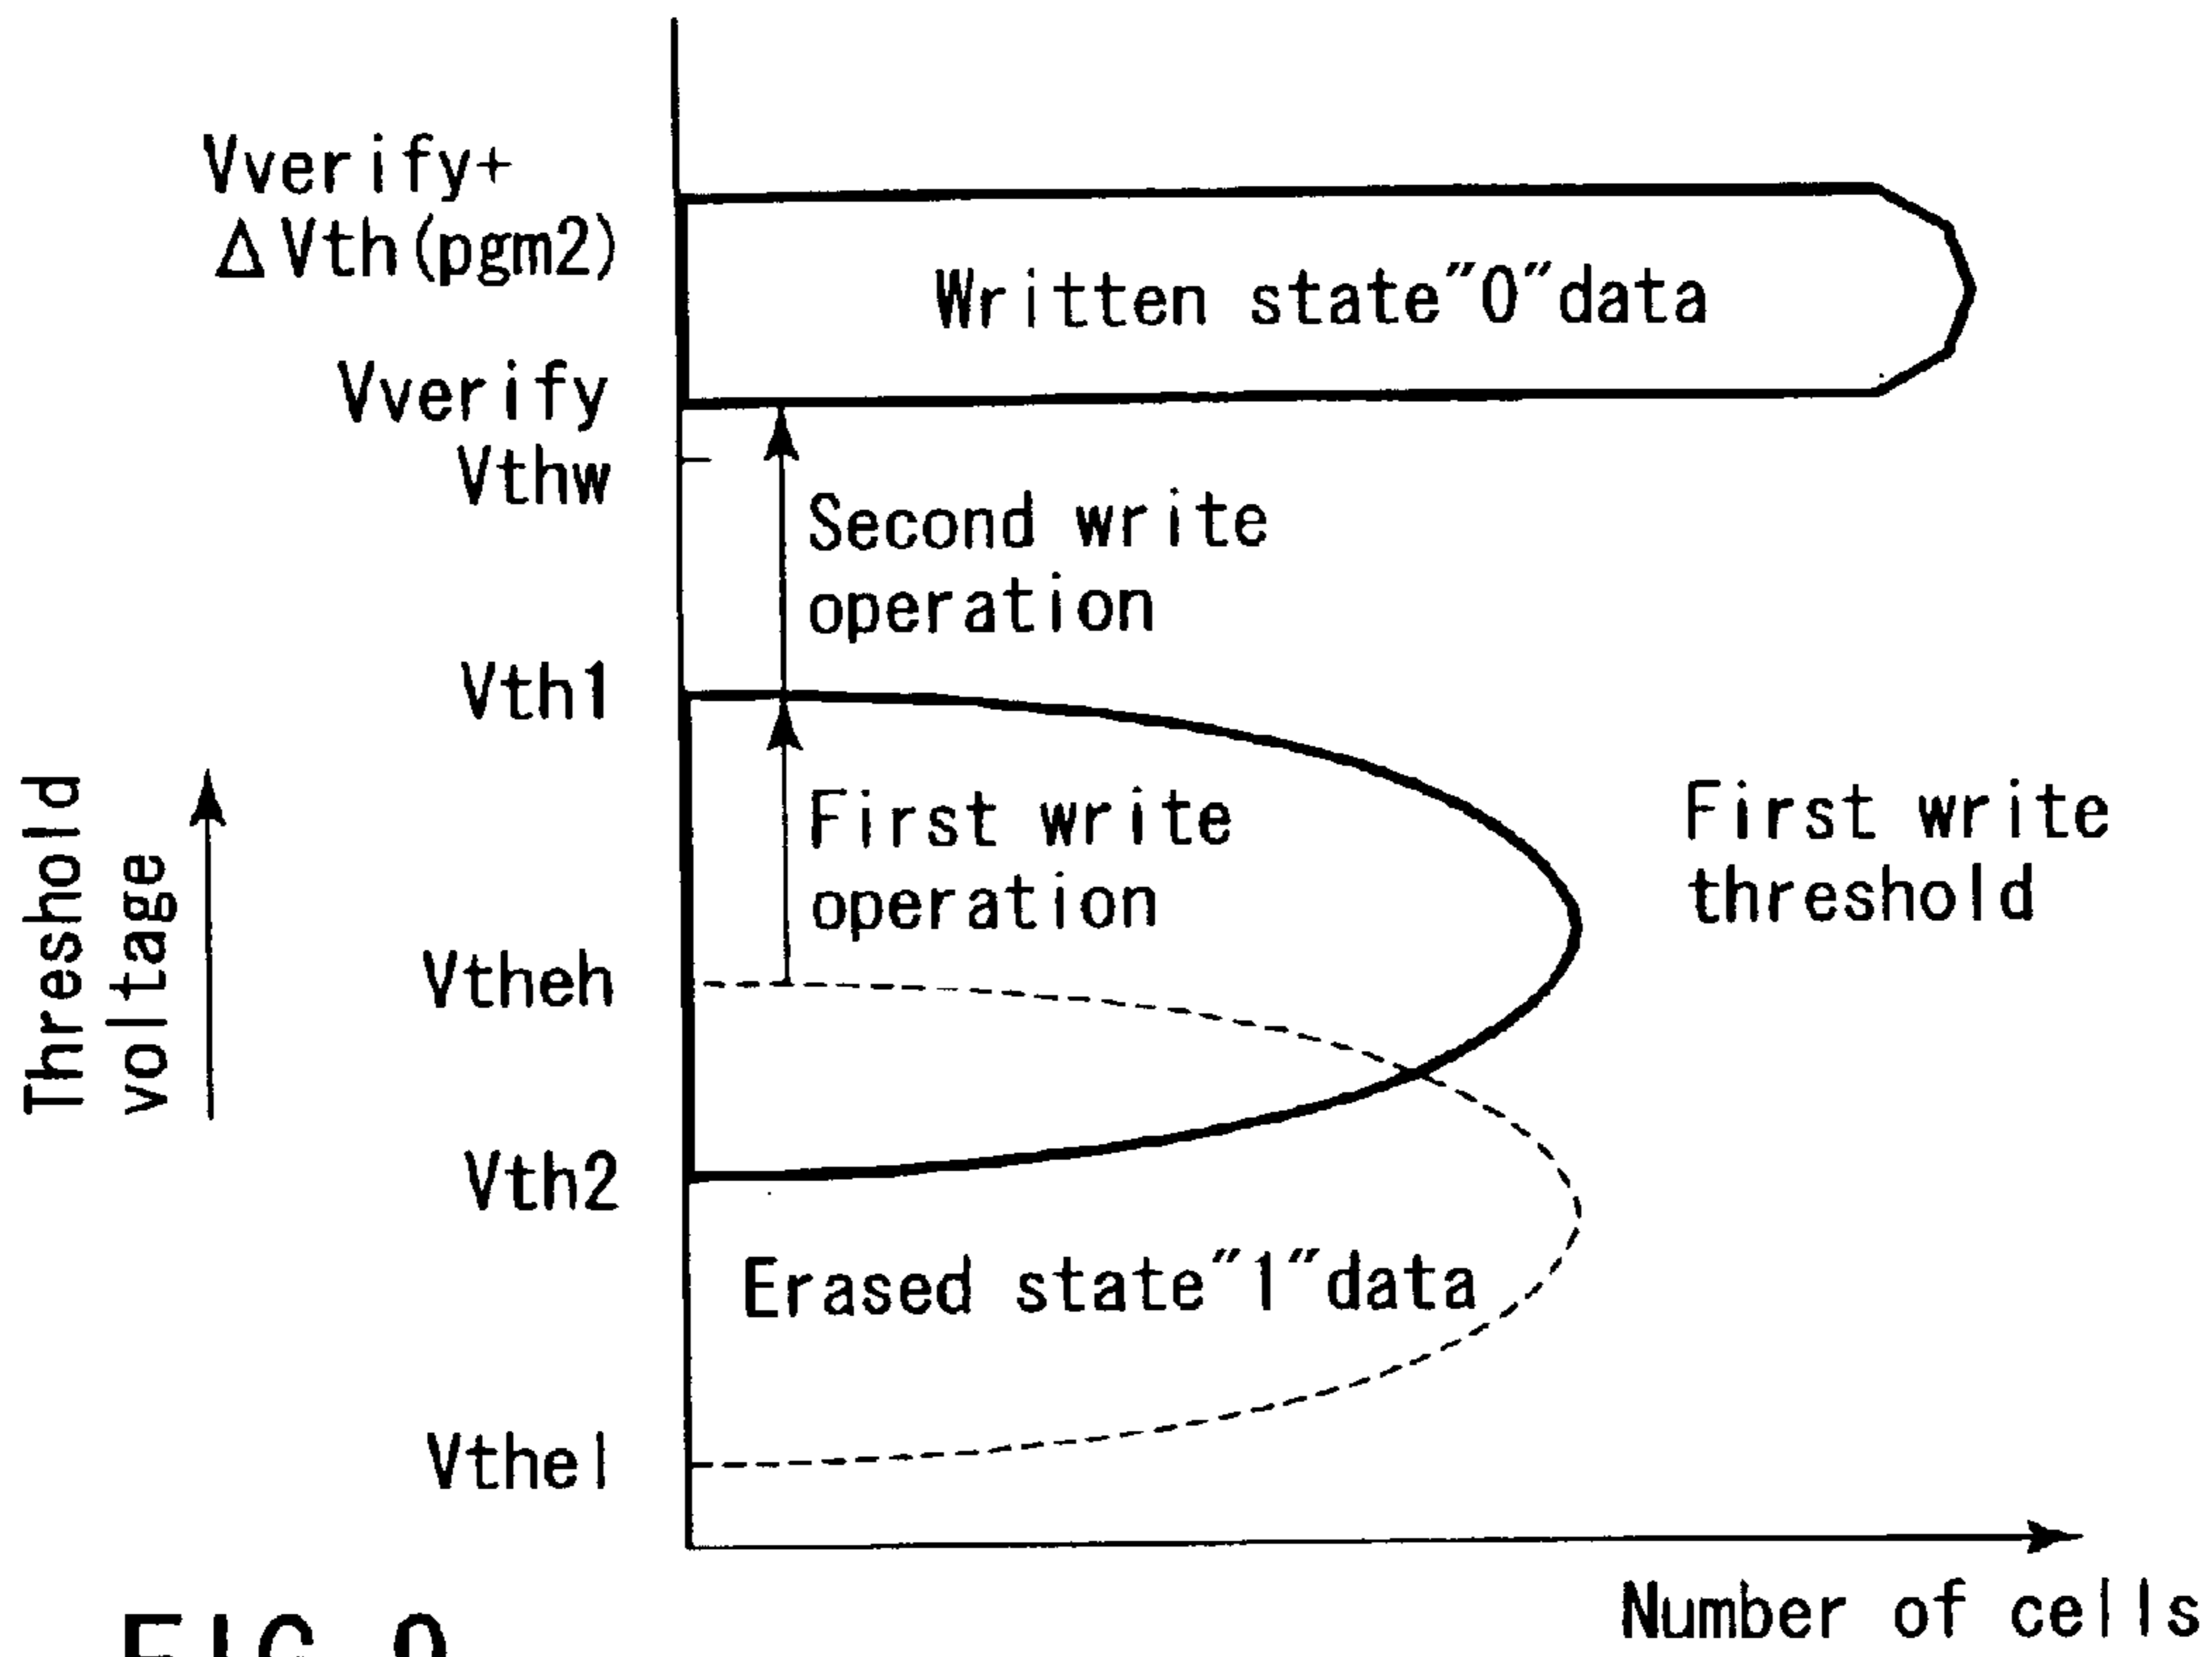 Vverify+
ΔVth(pgm2)
Written state"0"data
Vverify
Vthw
Second write
operation
Vth1
First write
operation
First write
threshold
Threshold
voltage
Vtheh
Vth2
Erased state"1"data
Vthel
Number of cells